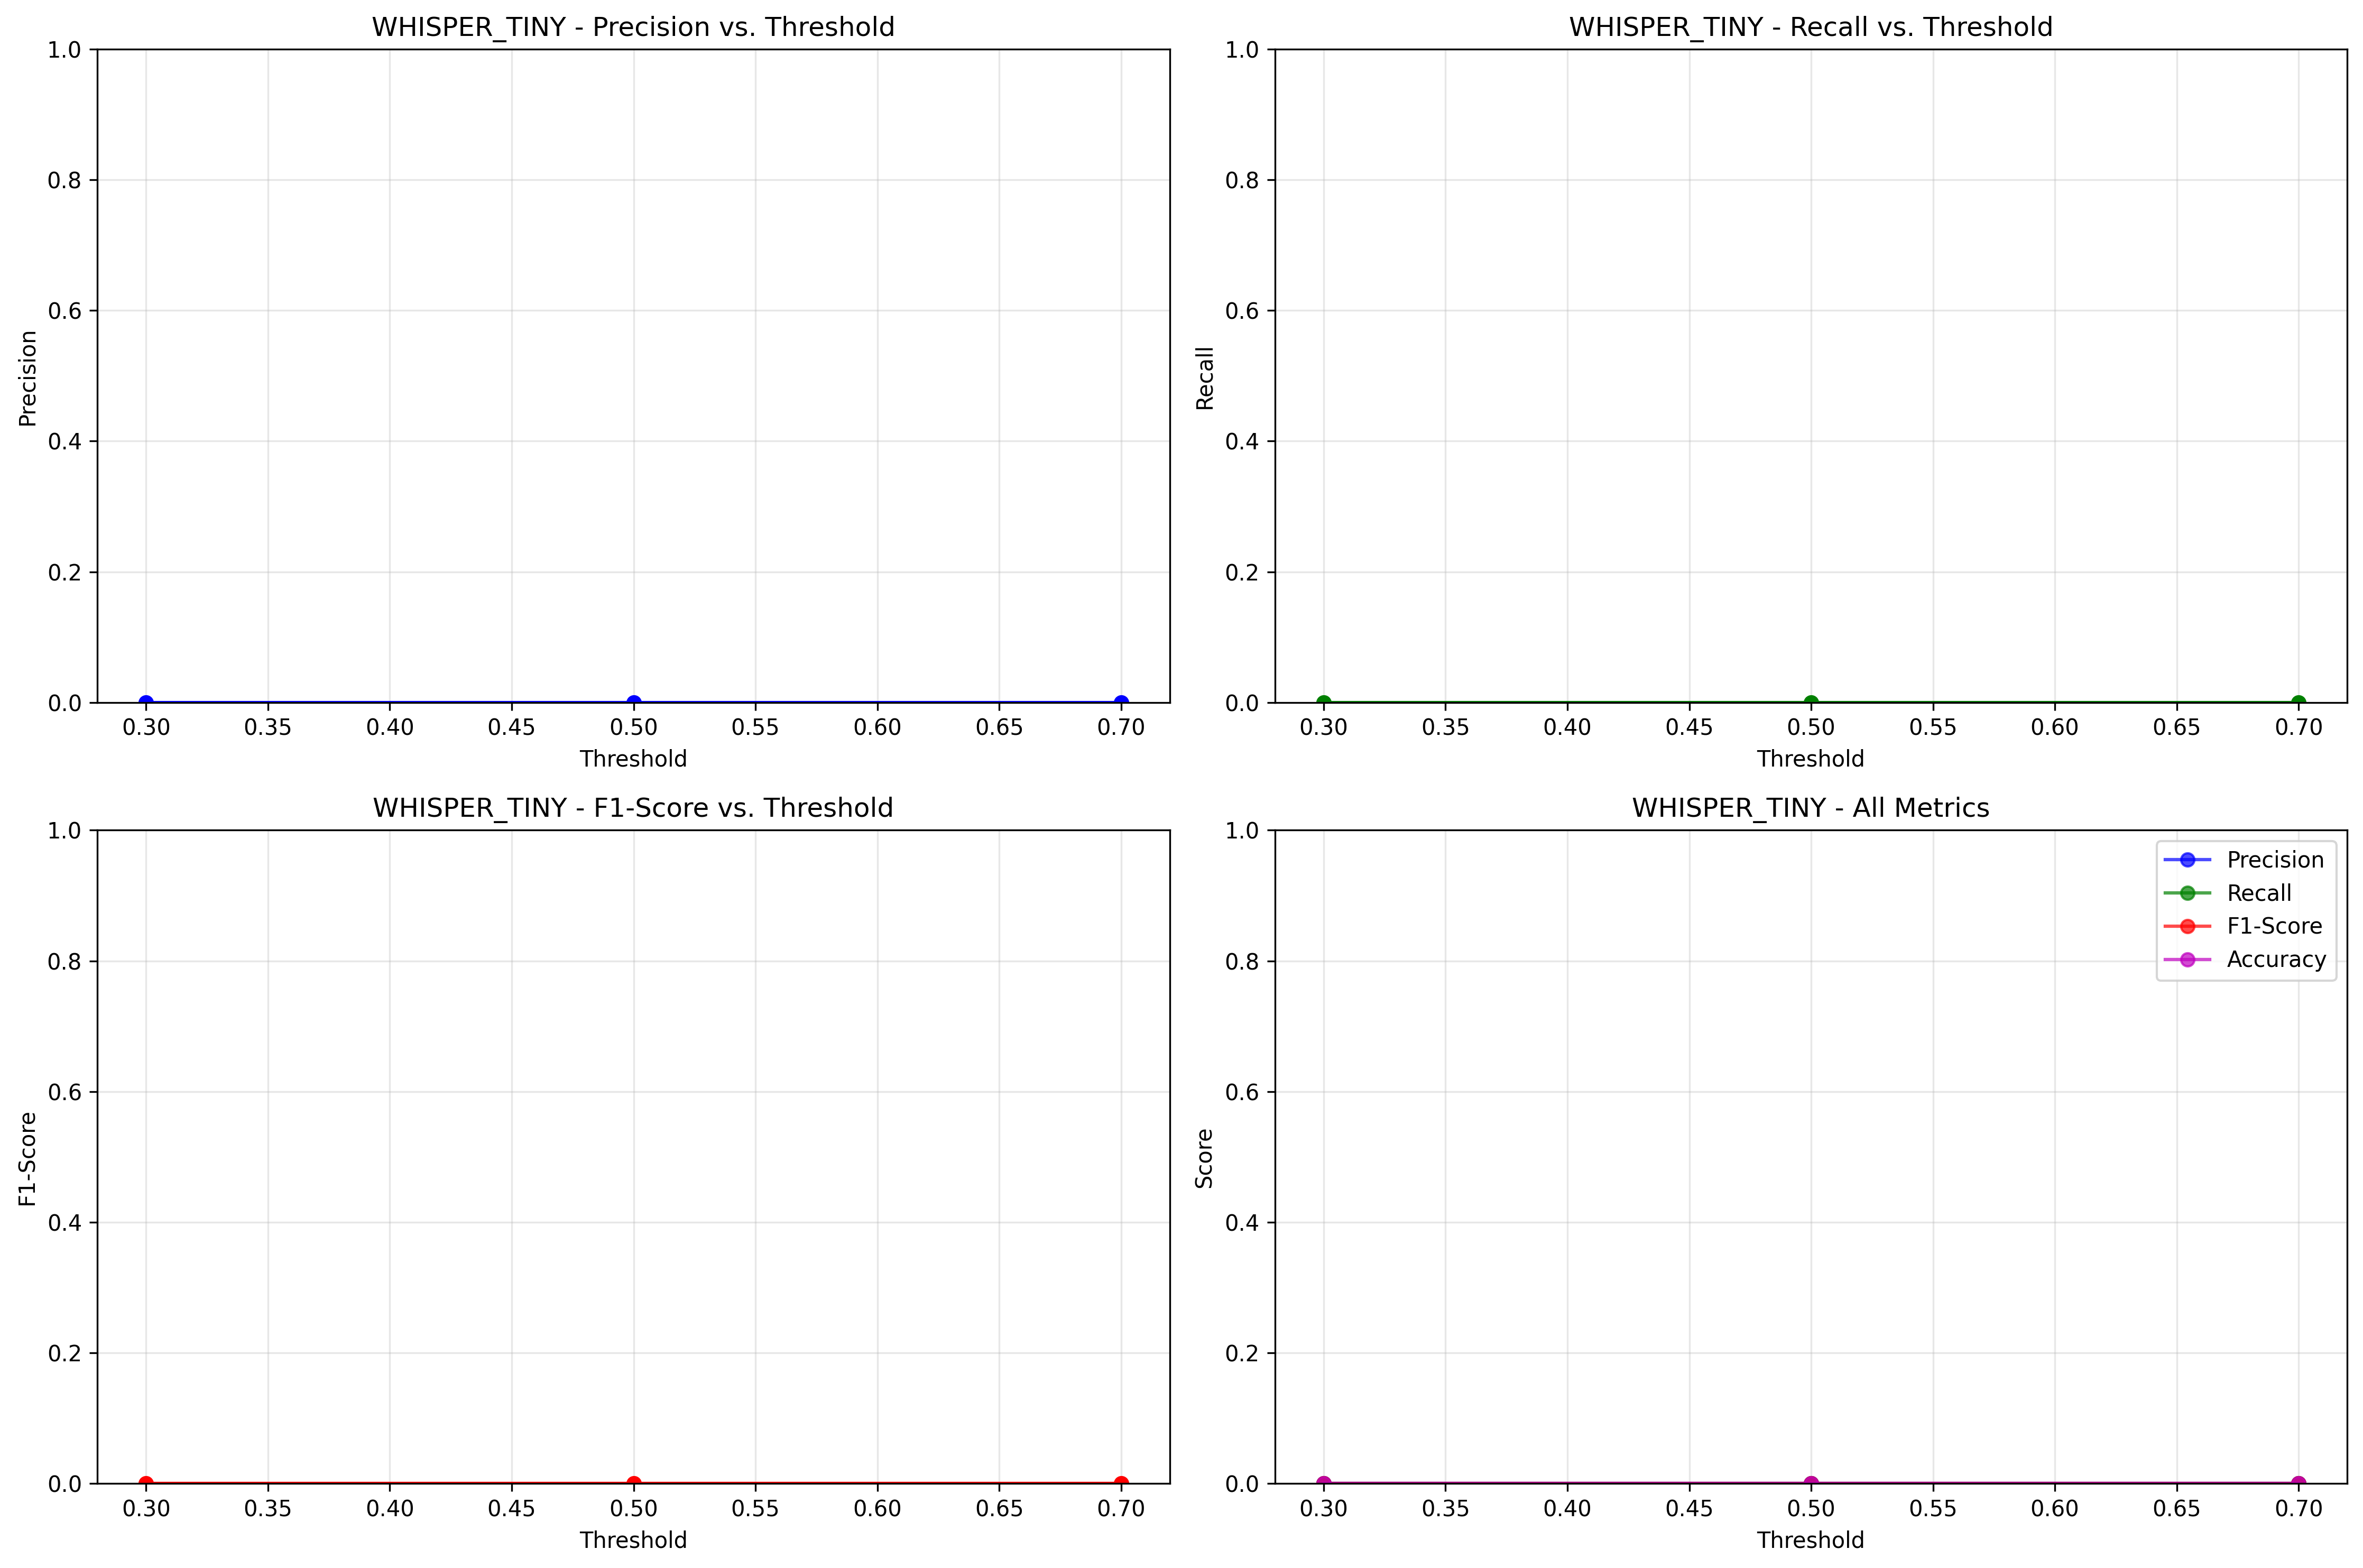 WHISPER_TINY - Precision vs. Threshold
1.0
0.8
0.6
0.4
0.2
0.0
Precision
0.30 0.35 0.40 0.45 0.50 0.55 0.60 0.65 0.70
Threshold
WHISPER_TINY - Recall vs. Threshold
1.0
0.8
0.6
0.4
0.2
0.0
Recall
0.30 0.35 0.40 0.45 0.50 0.55 0.60 0.65 0.70
Threshold
WHISPER_TINY - F1-Score vs. Threshold
1.0
0.8
0.6
0.4
0.2
0.0
F1-Score
0.30 0.35 0.40 0.45 0.50 0.55 0.60 0.65 0.70
Threshold
WHISPER_TINY - All Metrics
1.0
0.8
0.6
0.4
0.2
0.0
Score
Precision
Recall
F1-Score
Accuracy
0.30 0.35 0.40 0.45 0.50 0.55 0.60 0.65 0.70
Threshold